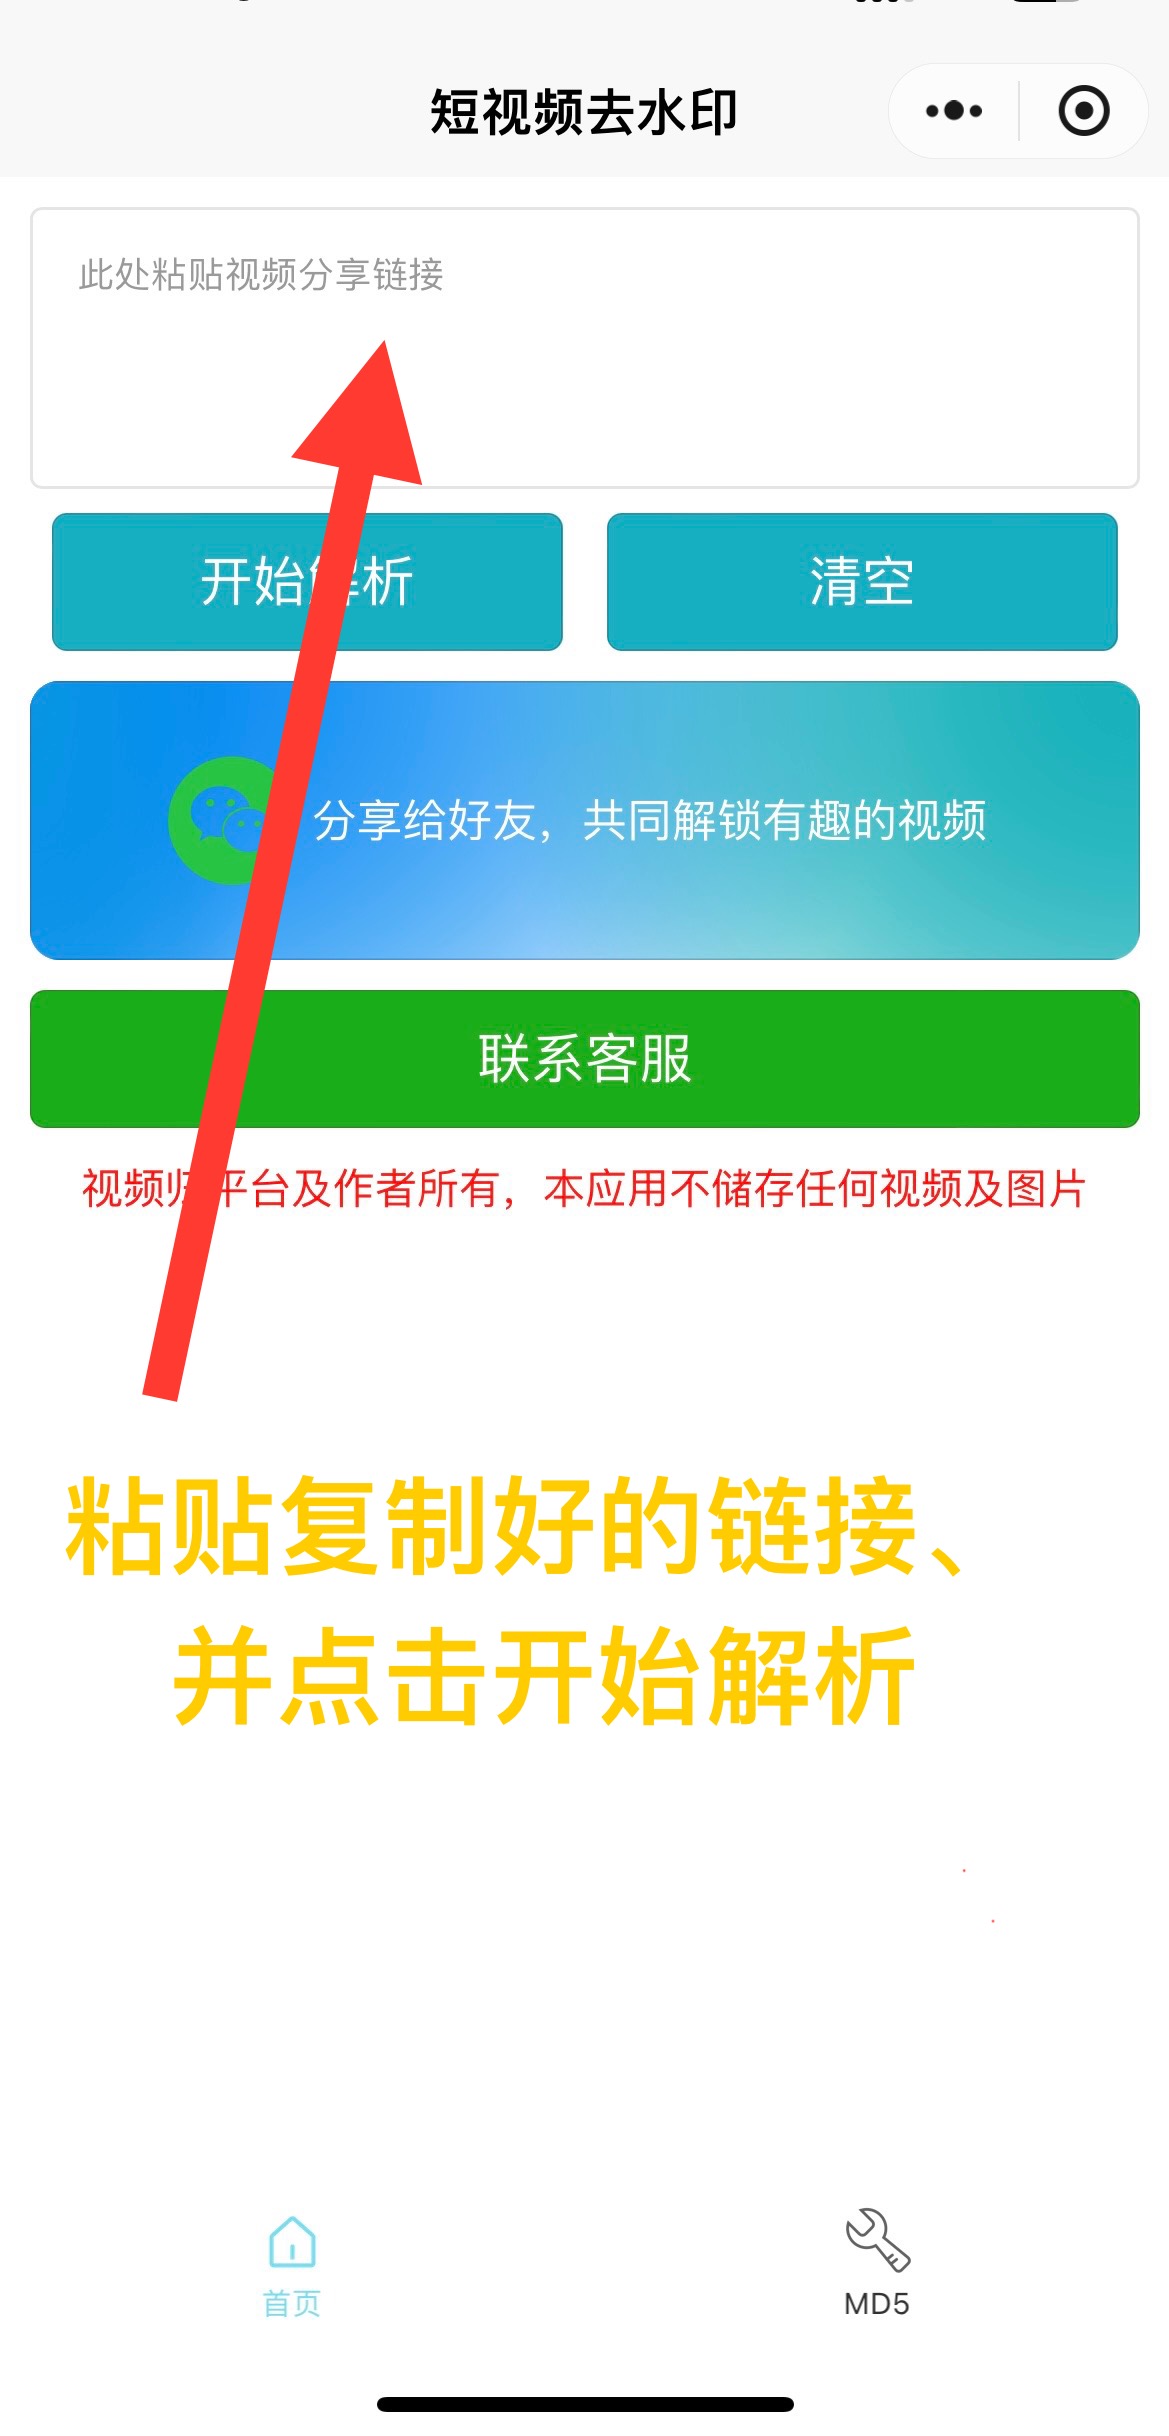 短视频去水印
此处粘贴视频分享链接
开始解析
清空
分享给好友，共同解锁有趣的视频
联系客服
视频归平台及作者所有，本应用不储存任何视频及图片
粘贴复制好的链接、
并点击开始解析
首页
MD5